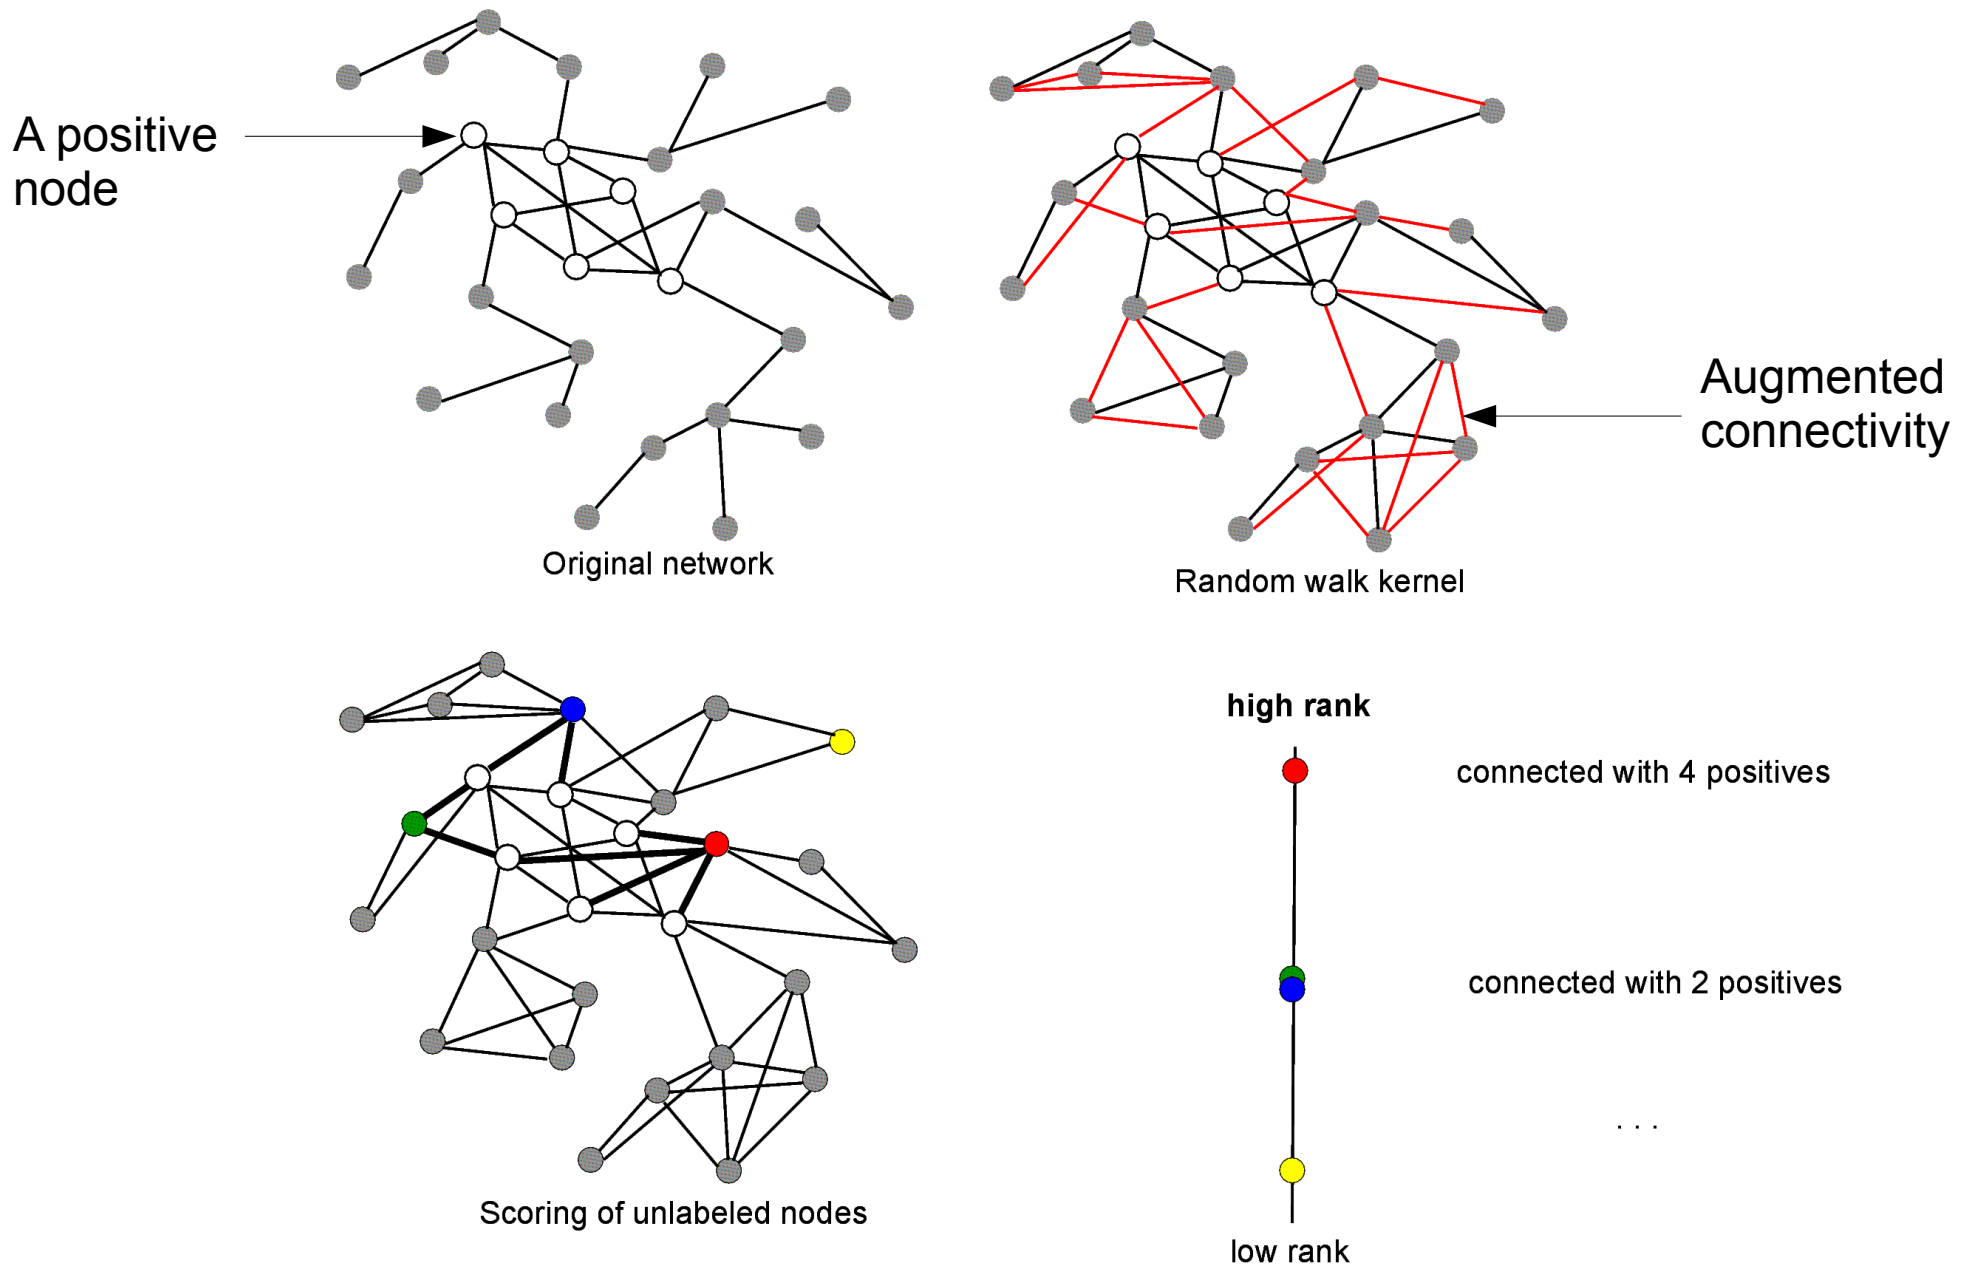 A positive
node
Original network
Random walk kernel
Augmented
connectivity
Scoring of unlabeled nodes
high rank
connected with 4 positives
connected with 2 positives
. . .
low rank